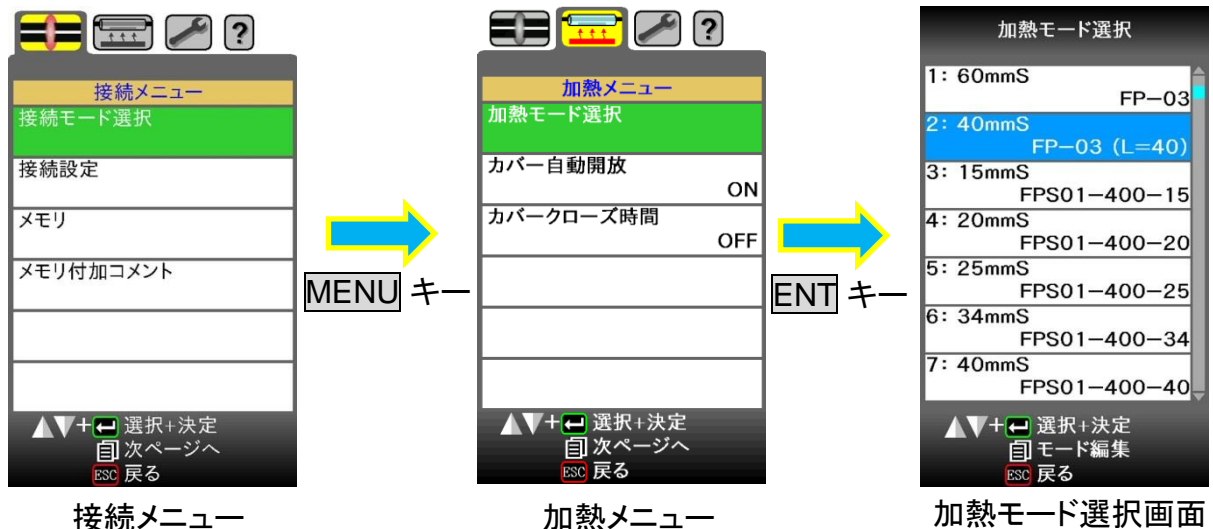 ?
接続メニュー
接続モード選択
接続設定
メモリ
メモリ付加コメント
+ 選択+決定
次ページへ
ESC 戻る
接続メニュー
MENU キー
?
加熱メニュー
加熱モード選択
カバー自動開放
ON
カバークローズ時間
OFF
+ 選択+決定
次ページへ
ESC 戻る
加熱メニュー
ENT キー
加熱モード選択
1: 60mmS
FP-03
2: 40mmS
FP-03 (L=40)
3: 15mmS
FPS01-400-15
4: 20mmS
FPS01-400-20
5: 25mmS
FPS01-400-25
6: 34mmS
FPS01-400-34
7: 40mmS
FPS01-400-40
+ 選択+決定
モード編集
ESC 戻る
加熱モード選択画面